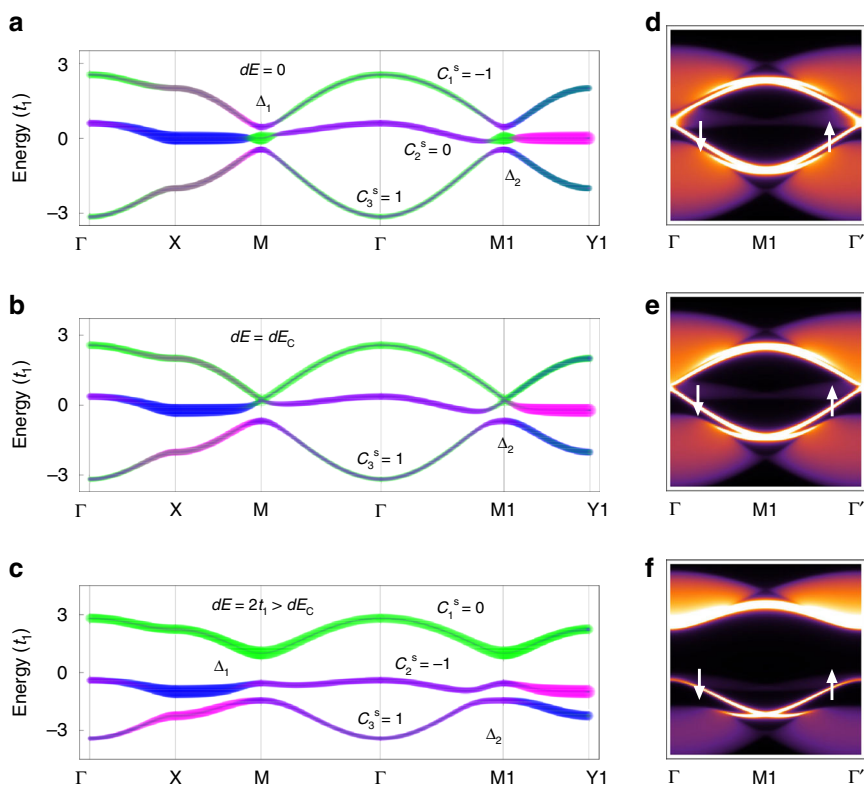 a
3
0
−3
Energy (t₁)
dE = 0
Δ₁
C₁ˢ = −1
C₂ˢ = 0
C₃ˢ = 1
Δ₂
Γ X M Γ M1 Y1
d
Γ M1 Γ′
b
3
0
−3
Energy (t₁)
dE = dE_C
C₃ˢ = 1
Δ₂
Γ X M Γ M1 Y1
e
Γ M1 Γ′
c
3
0
−3
Energy (t₁)
dE = 2t₁ > dE_C
C₁ˢ = 0
Δ₁
C₂ˢ = −1
C₃ˢ = 1
Δ₂
Γ X M Γ M1 Y1
f
Γ M1 Γ′